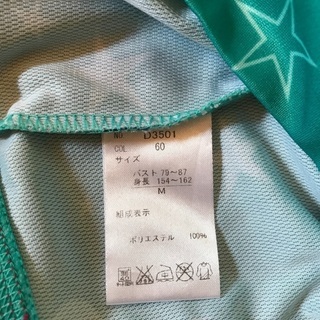 NO D3501
COL 60
サイズ
バスト 79～87
身長 154～162
M
組成表示
ポリエステル 100%